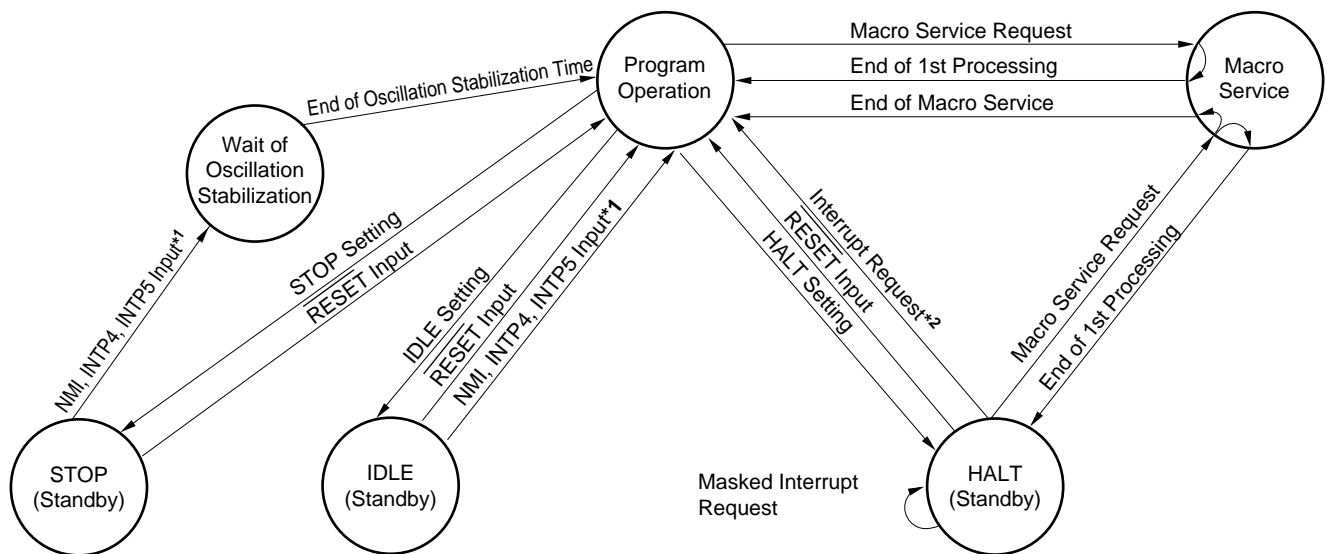 Macro Service Request
End of 1st Processing
End of Macro Service
Program
Operation
Macro
Service
End of Oscillation Stabilization Time
Wait of
Oscillation
Stabilization
NMI, INTP4, INTP5 Input*1
STOP Setting
RESET Input
IDLE Setting
RESET Input
NMI, INTP4, INTP5 Input*1
Interrupt Request*2
RESET Input
HALT Setting
Macro Service Request
End of 1st Processing
STOP
(Standby)
IDLE
(Standby)
Masked Interrupt
Request
HALT
(Standby)